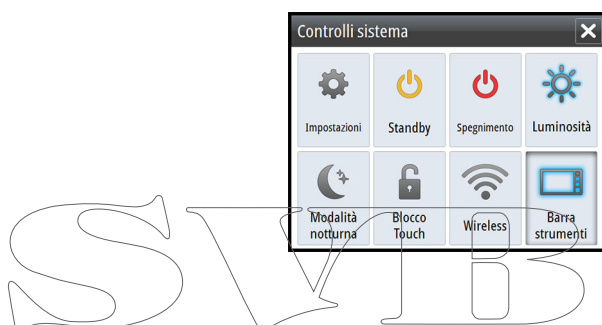 Controlli sistema
Impostazioni
Standby
Spegnimento
Luminosità
Modalità
notturna
Blocco
Touch
Wireless
Barra
strumenti
SVB